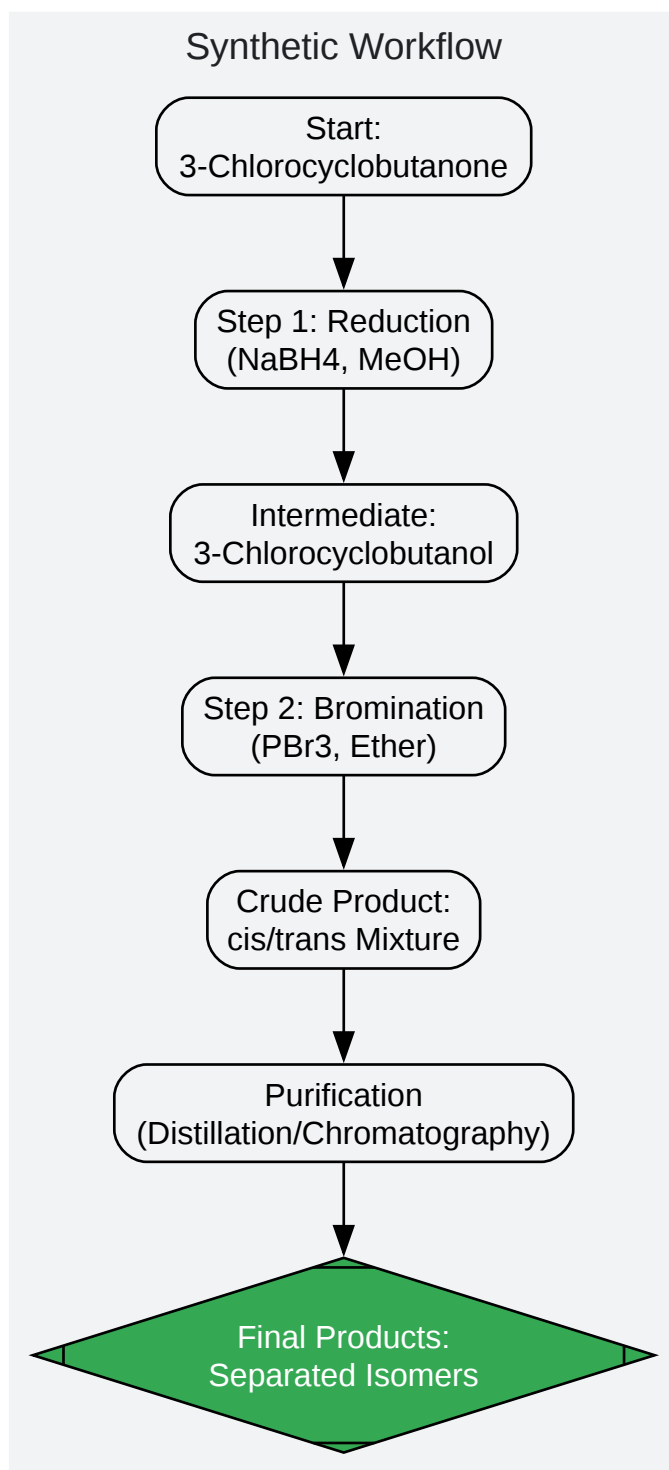 Synthetic Workflow
Start:
3-Chlorocyclobutanone
Step 1: Reduction
(NaBH4, MeOH)
Intermediate:
3-Chlorocyclobutanol
Step 2: Bromination
(PBr3, Ether)
Crude Product:
cis/trans Mixture
Purification
(Distillation/Chromatography)
Final Products:
Separated Isomers